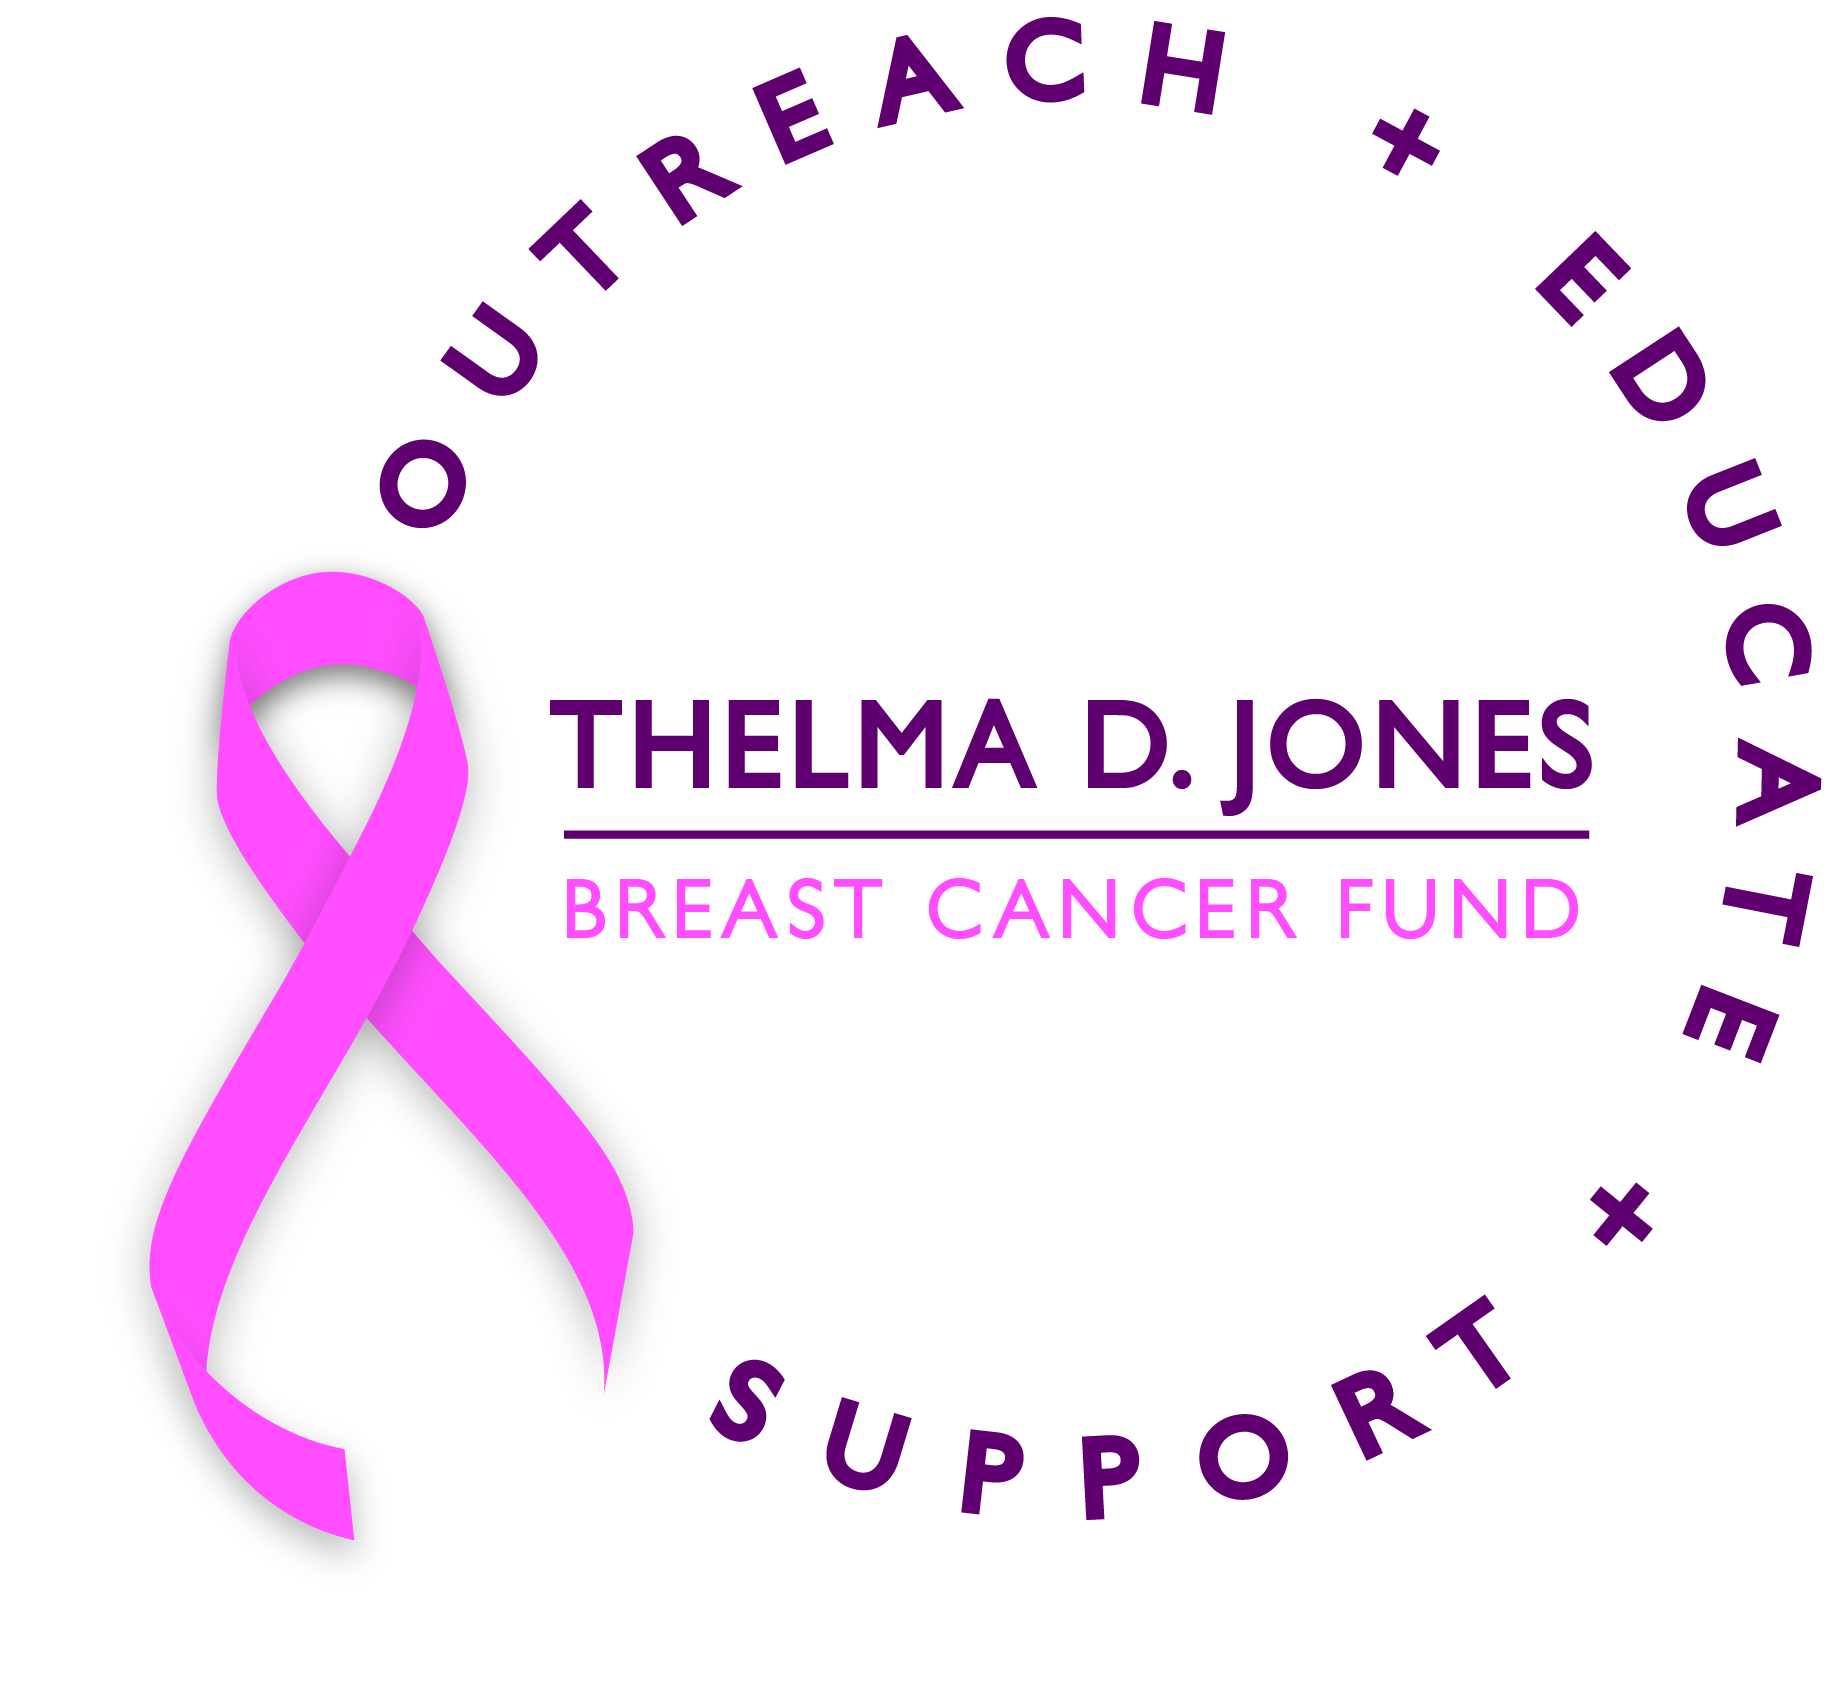 OUTREACH + EDUCATE + SUPPORT
THELMA D. JONES
BREAST CANCER FUND